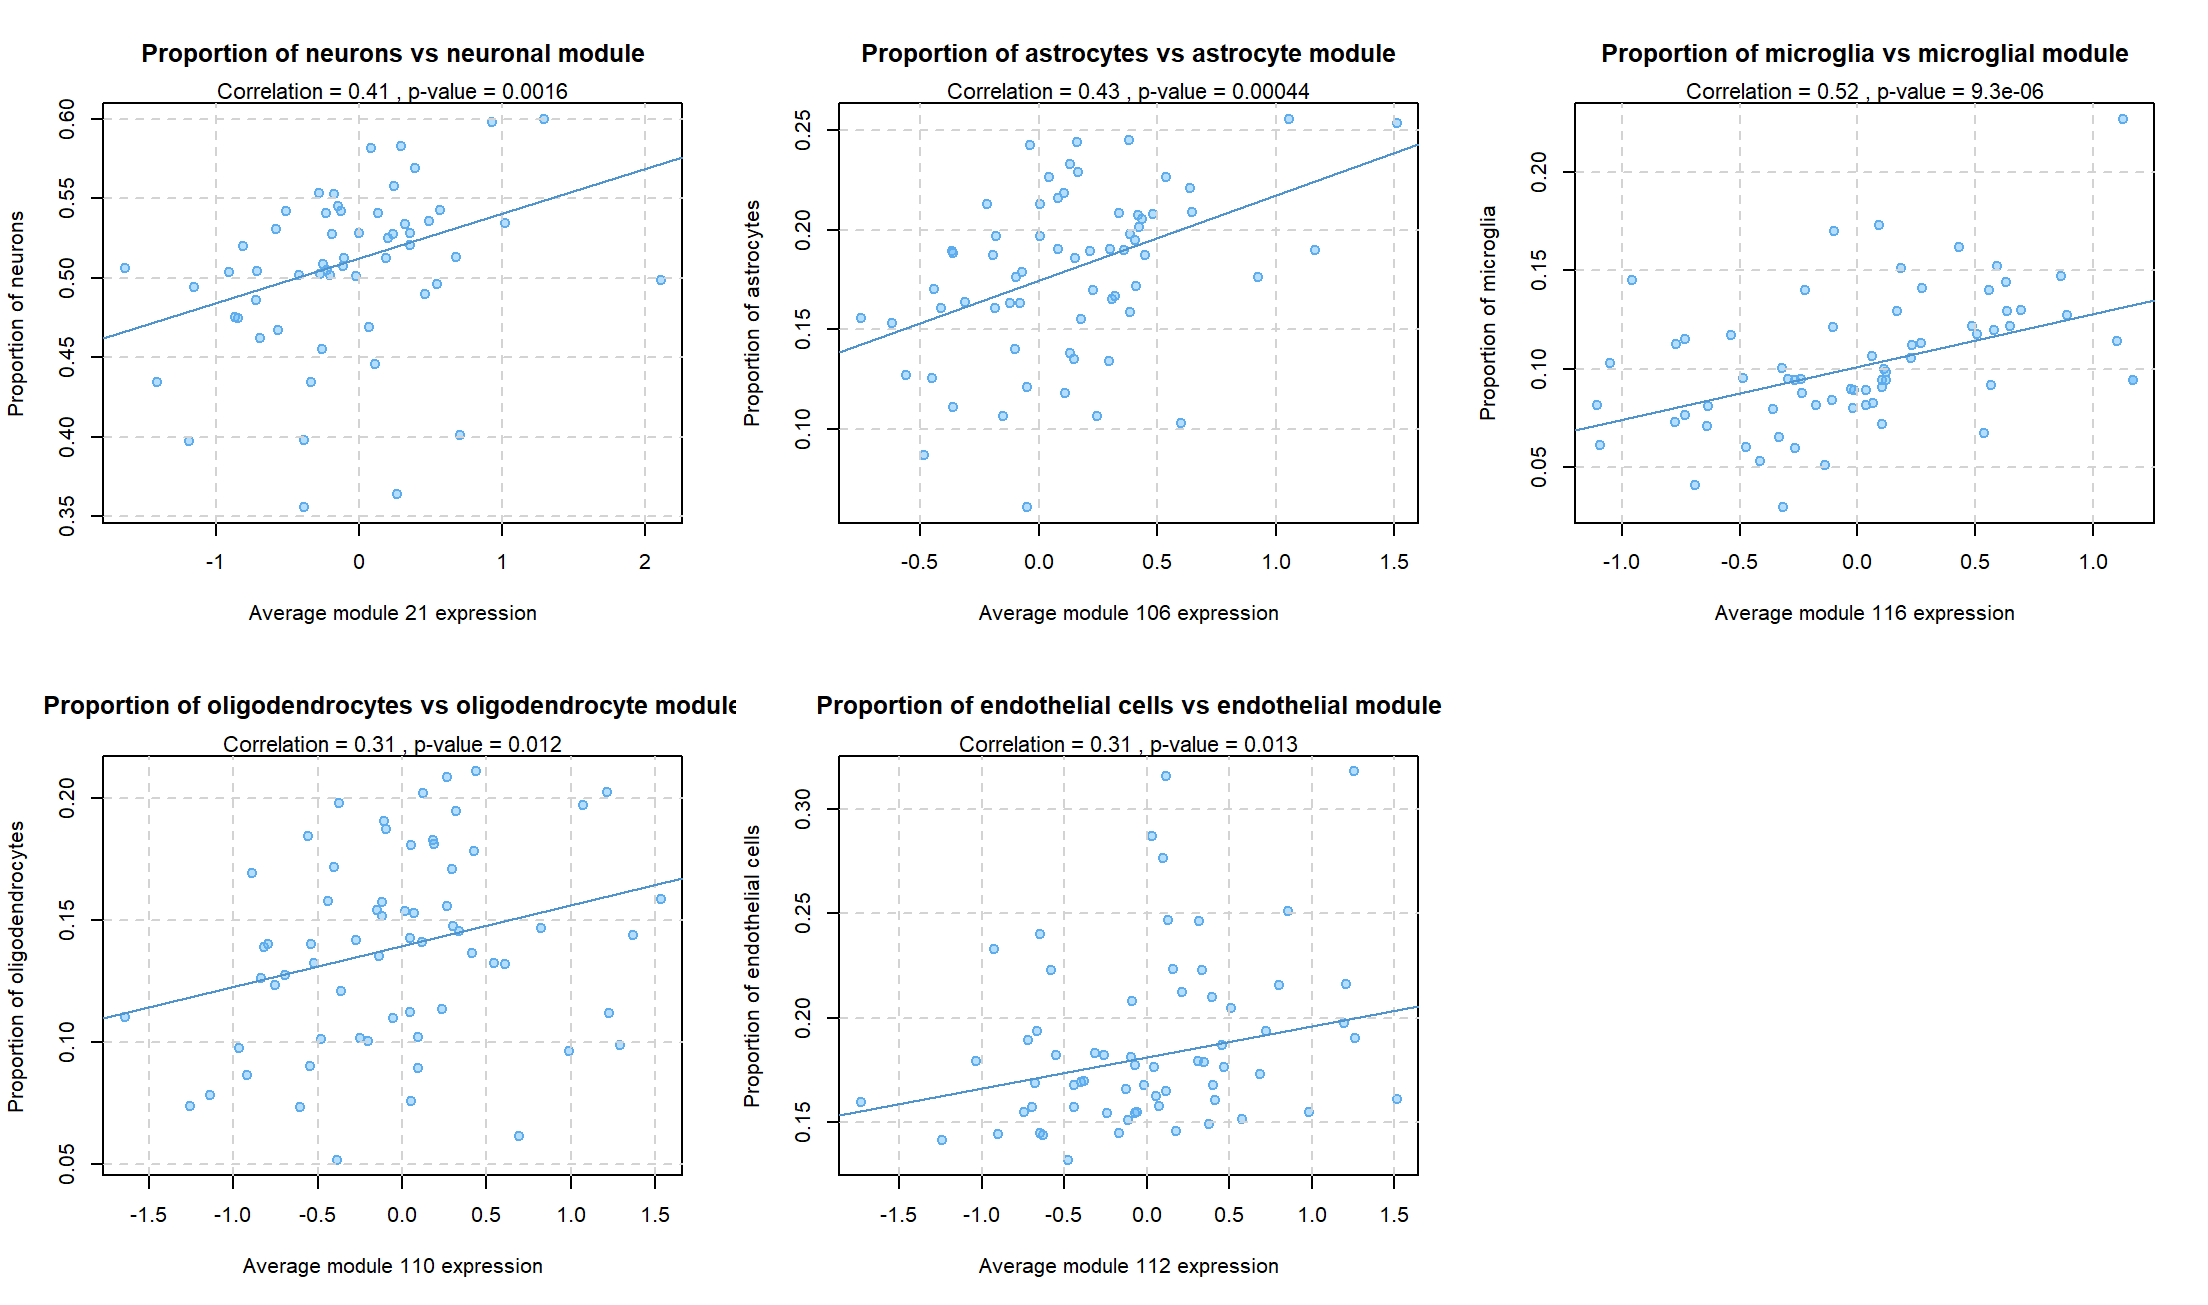 Proportion of neurons vs neuronal module
Correlation = 0.41 , p-value = 0.0016
Proportion of neurons
0.60
0.55
0.50
0.45
0.40
0.35
-1 0 1 2
Average module 21 expression
Proportion of astrocytes vs astrocyte module
Correlation = 0.43 , p-value = 0.00044
Proportion of astrocytes
0.25
0.20
0.15
0.10
-0.5 0.0 0.5 1.0 1.5
Average module 106 expression
Proportion of microglia vs microglial module
Correlation = 0.52 , p-value = 9.3e-06
Proportion of microglia
0.20
0.15
0.10
0.05
-1.0 -0.5 0.0 0.5 1.0
Average module 116 expression
Proportion of oligodendrocytes vs oligodendrocyte module
Correlation = 0.31 , p-value = 0.012
Proportion of oligodendrocytes
0.20
0.15
0.10
0.05
-1.5 -1.0 -0.5 0.0 0.5 1.0 1.5
Average module 110 expression
Proportion of endothelial cells vs endothelial module
Correlation = 0.31 , p-value = 0.013
Proportion of endothelial cells
0.30
0.25
0.20
0.15
-1.5 -1.0 -0.5 0.0 0.5 1.0 1.5
Average module 112 expression